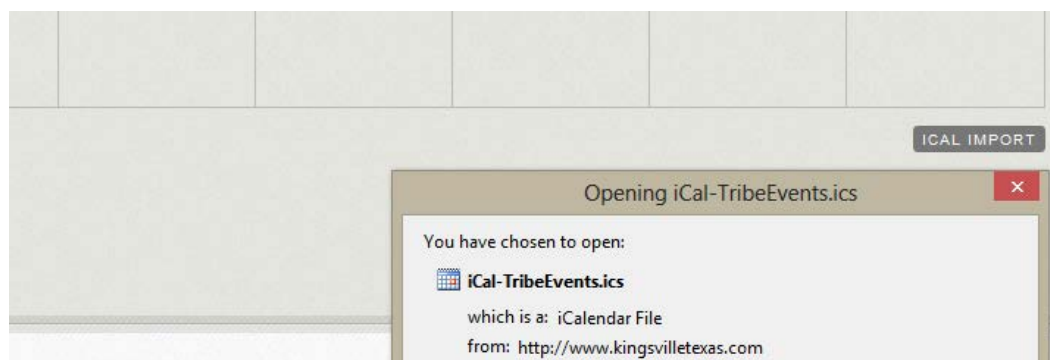 ICAL IMPORT
Opening iCal-TribeEvents.ics
You have chosen to open:
iCal-TribeEvents.ics
which is a: iCalendar File
from: http://www.kingsvilletexas.com